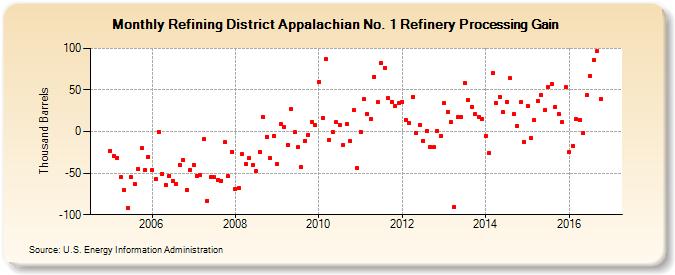 Monthly Refining District Appalachian No. 1 Refinery Processing Gain
Thousand Barrels
100
50
0
-50
-100
2006 2008 2010 2012 2014 2016
Source: U.S. Energy Information Administration